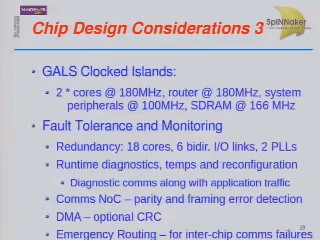 Chip Design Considerations 3
SpiNNaker
GALS Clocked Islands:
2 * cores @ 180MHz, router @ 180MHz, system
peripherals @ 100MHz, SDRAM @ 166 MHz
Fault Tolerance and Monitoring
Redundancy: 18 cores, 6 bidir. I/O links, 2 PLLs
Runtime diagnostics, temps and reconfiguration
Diagnostic comms along with application traffic
Comms NoC – parity and framing error detection
DMA – optional CRC
Emergency Routing – for inter-chip comms failures